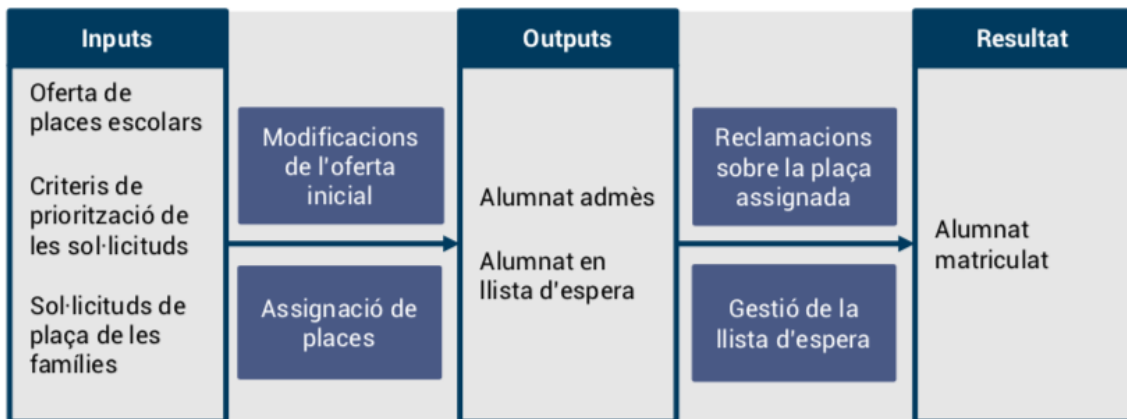 Inputs
Oferta de
places escolars
Criteris de
priorització de
les sol·licituds
Sol·licituds de
plaça de les
famílies
Modificacions
de l'oferta
inicial
Assignació de
places
Outputs
Alumnat admès
Alumnat en
llista d'espera
Reclamacions
sobre la plaça
assignada
Gestió de la
llista d'espera
Resultat
Alumnat
matriculat